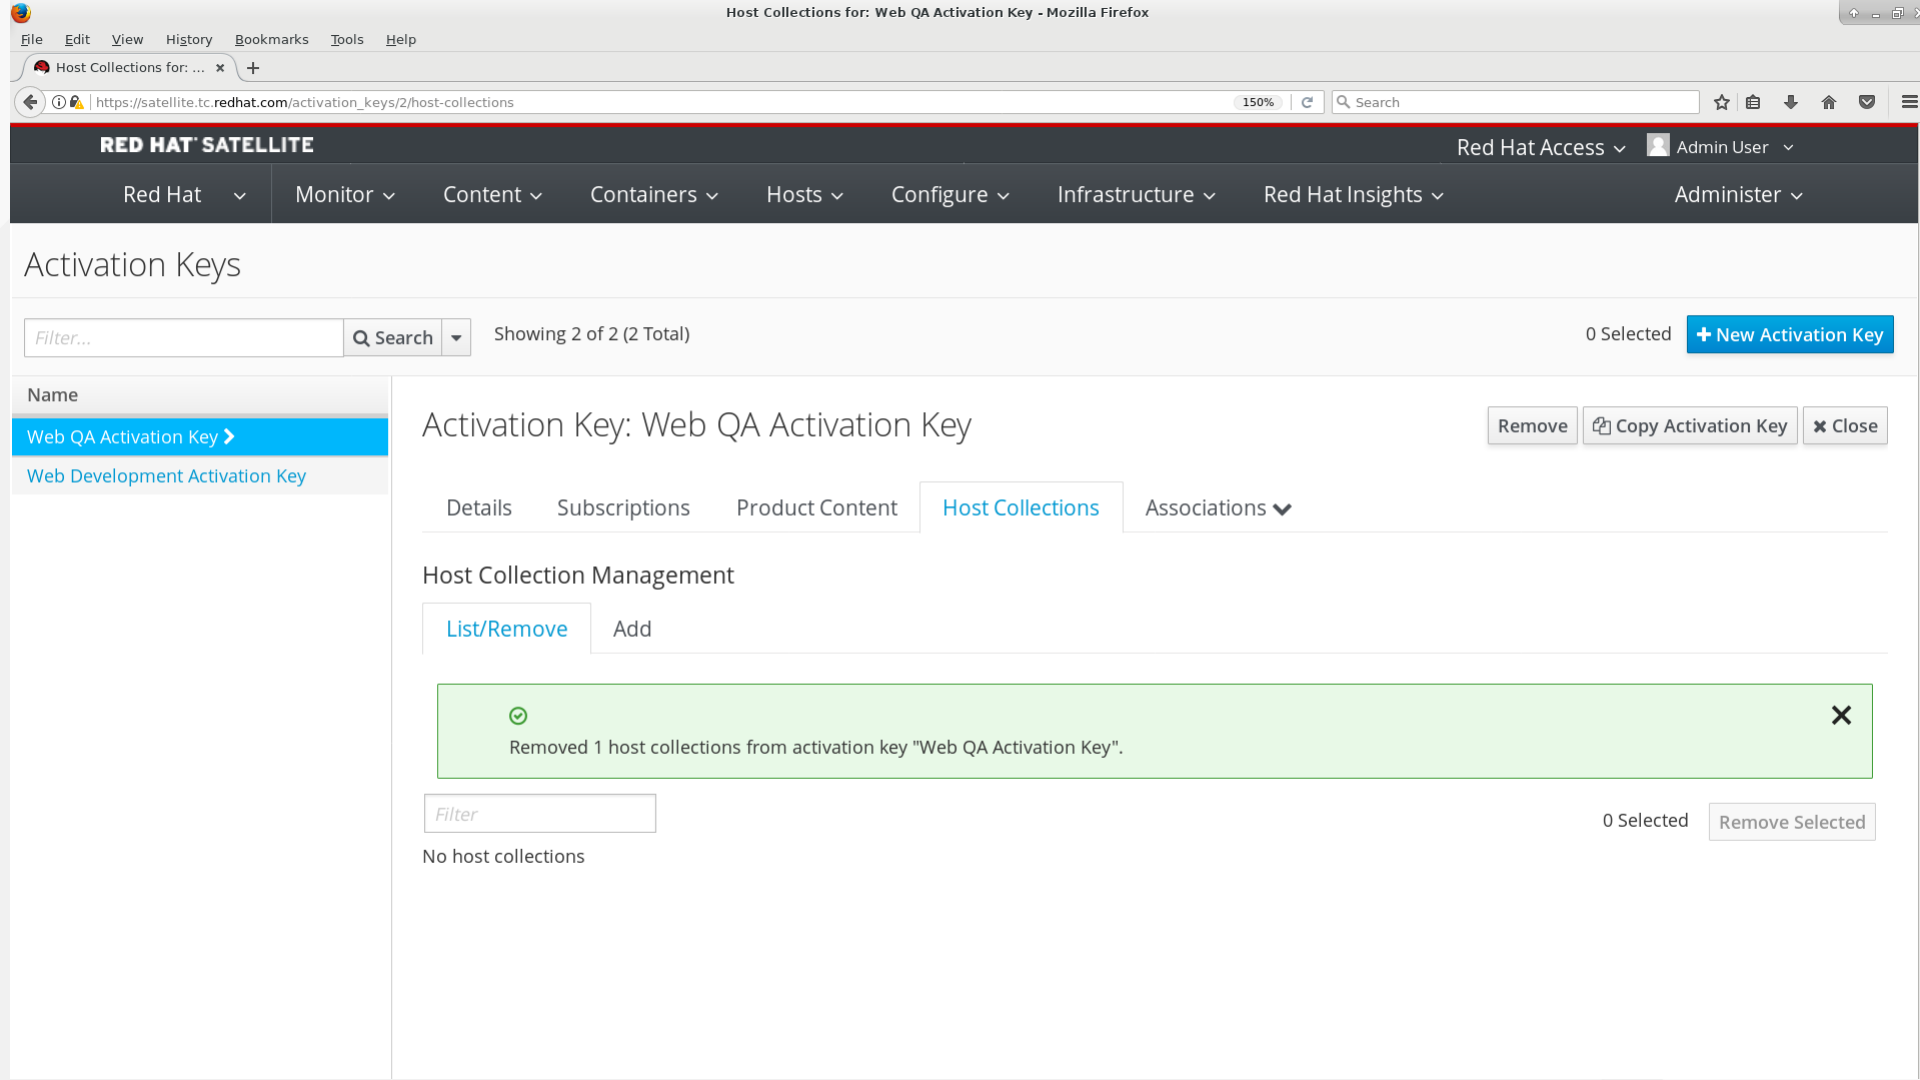 Host Collections for: Web QA Activation Key - Mozilla Firefox
File Edit View History Bookmarks Tools Help
Host Collections for: ...
https://satellite.tc.redhat.com/activation_keys/2/host-collections 150% Search
RED HAT SATELLITE Red Hat Access Admin User
Red Hat Monitor Content Containers Hosts Configure Infrastructure Red Hat Insights Administer
Activation Keys
Filter... Search Showing 2 of 2 (2 Total) 0 Selected New Activation Key
Name
Web QA Activation Key
Web Development Activation Key
Activation Key: Web QA Activation Key Remove Copy Activation Key Close
Details Subscriptions Product Content Host Collections Associations
Host Collection Management
List/Remove Add
Removed 1 host collections from activation key "Web QA Activation Key".
Filter 0 Selected Remove Selected
No host collections